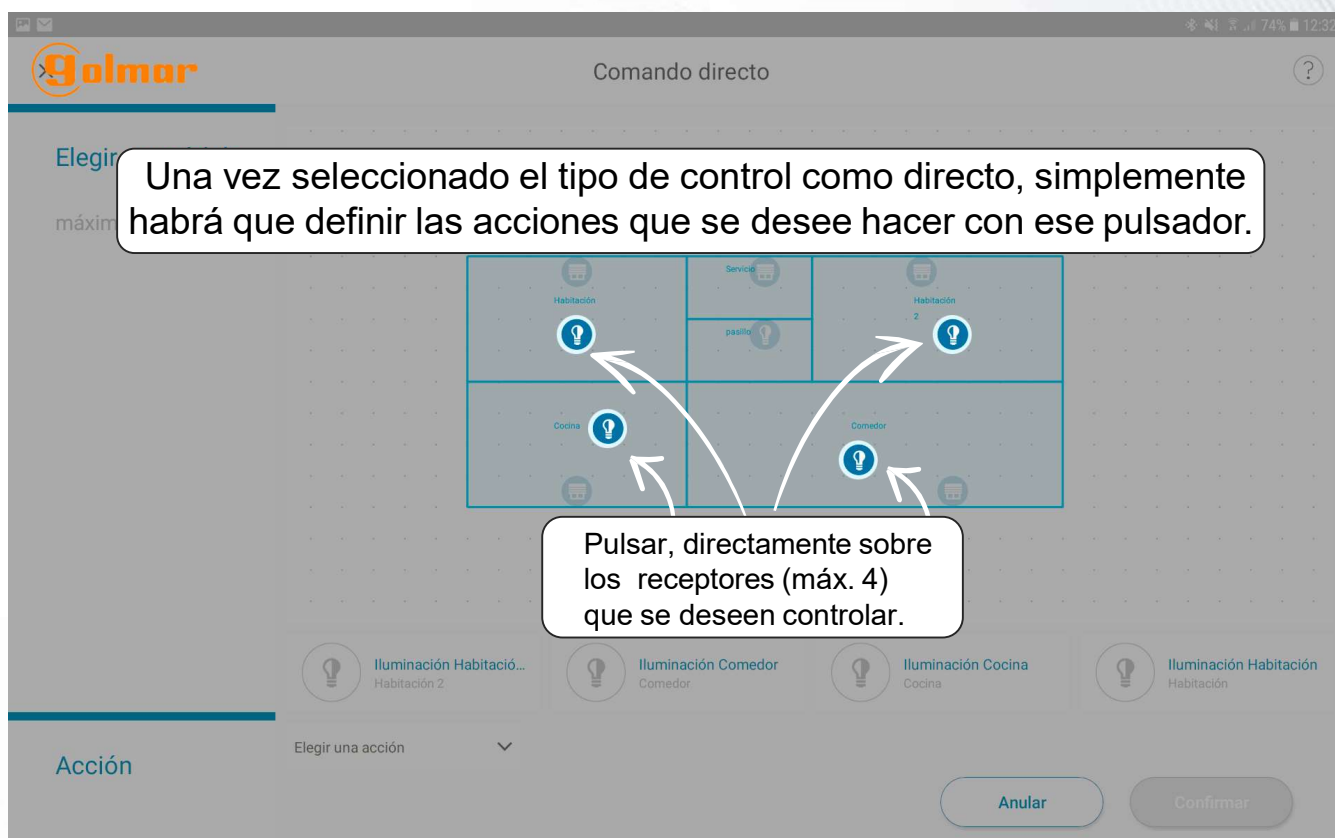 74% 12:32
golmar
Comando directo
?
Elegir
Una vez seleccionado el tipo de control como directo, simplemente
máxim
habrá que definir las acciones que se desee hacer con ese pulsador.
Servicio
Habitación
Habitación
2
pasillo
Cocina
Comedor
Pulsar, directamente sobre
los receptores (máx. 4)
que se deseen controlar.
Iluminación Habitació...
Habitación 2
Iluminación Comedor
Comedor
Iluminación Cocina
Cocina
Iluminación Habitación
Habitación
Elegir una acción
Acción
Anular
Confirmar